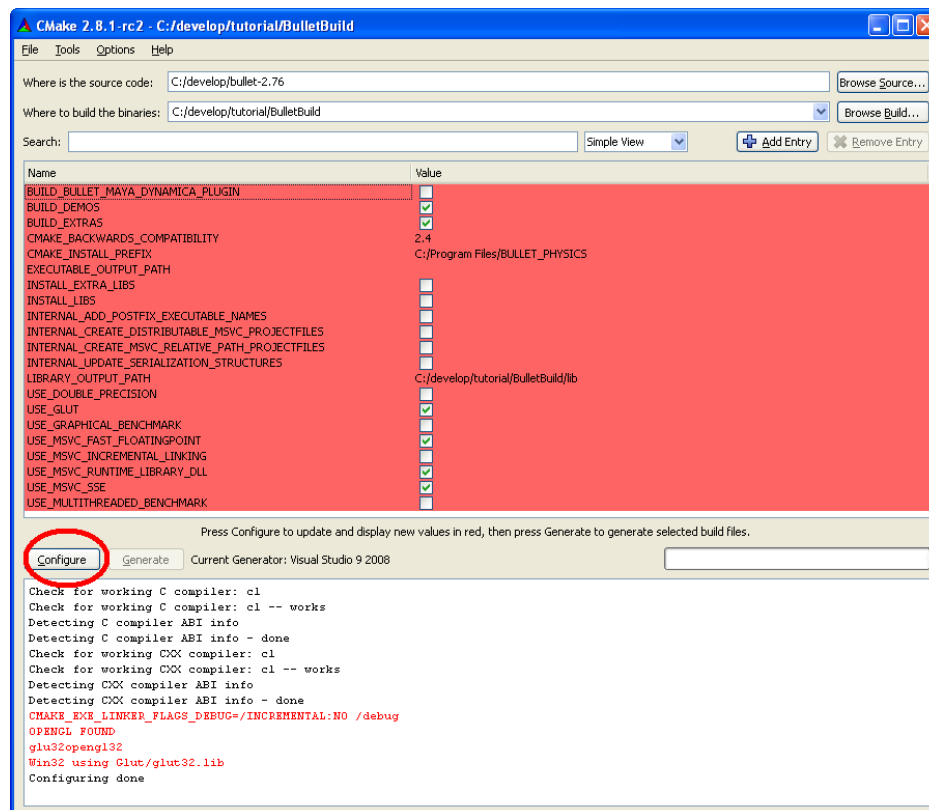 CMake 2.8.1-rc2 - C:/develop/tutorial/BulletBuild
File Tools Options Help
Where is the source code: C:/develop/bullet-2.76 Browse Source...
Where to build the binaries: C:/develop/tutorial/BulletBuild Browse Build...
Search: Simple View Add Entry Remove Entry
Name Value
BUILD_BULLET_MAYA_DYNAMICA_PLUGIN
BUILD_DEMOS
BUILD_EXTRAS
CMAKE_BACKWARDS_COMPATIBILITY 2.4
CMAKE_INSTALL_PREFIX C:/Program Files/BULLET_PHYSICS
EXECUTABLE_OUTPUT_PATH
INSTALL_EXTRA_LIBS
INSTALL_LIBS
INTERNAL_ADD_POSTFIX_EXECUTABLE_NAMES
INTERNAL_CREATE_DISTRIBUTABLE_MSVC_PROJECTFILES
INTERNAL_CREATE_MSVC_RELATIVE_PATH_PROJECTFILES
INTERNAL_UPDATE_SERIALIZATION_STRUCTURES
LIBRARY_OUTPUT_PATH C:/develop/tutorial/BulletBuild/lib
USE_DOUBLE_PRECISION
USE_GLUT
USE_GRAPHICAL_BENCHMARK
USE_MSVC_FAST_FLOATINGPOINT
USE_MSVC_INCREMENTAL_LINKING
USE_MSVC_RUNTIME_LIBRARY_DLL
USE_MSVC_SSE
USE_MULTITHREADED_BENCHMARK
Press Configure to update and display new values in red, then press Generate to generate selected build files.
Configure Generate Current Generator: Visual Studio 9 2008
Check for working C compiler: cl
Check for working C compiler: cl -- works
Detecting C compiler ABI info
Detecting C compiler ABI info - done
Check for working CXX compiler: cl
Check for working CXX compiler: cl -- works
Detecting CXX compiler ABI info
Detecting CXX compiler ABI info - done
CMAKE_EXE_LINKER_FLAGS_DEBUG=/INCREMENTAL:NO /debug
OPENGL FOUND
glu32opengl32
Win32 using Glut/glut32.lib
Configuring done